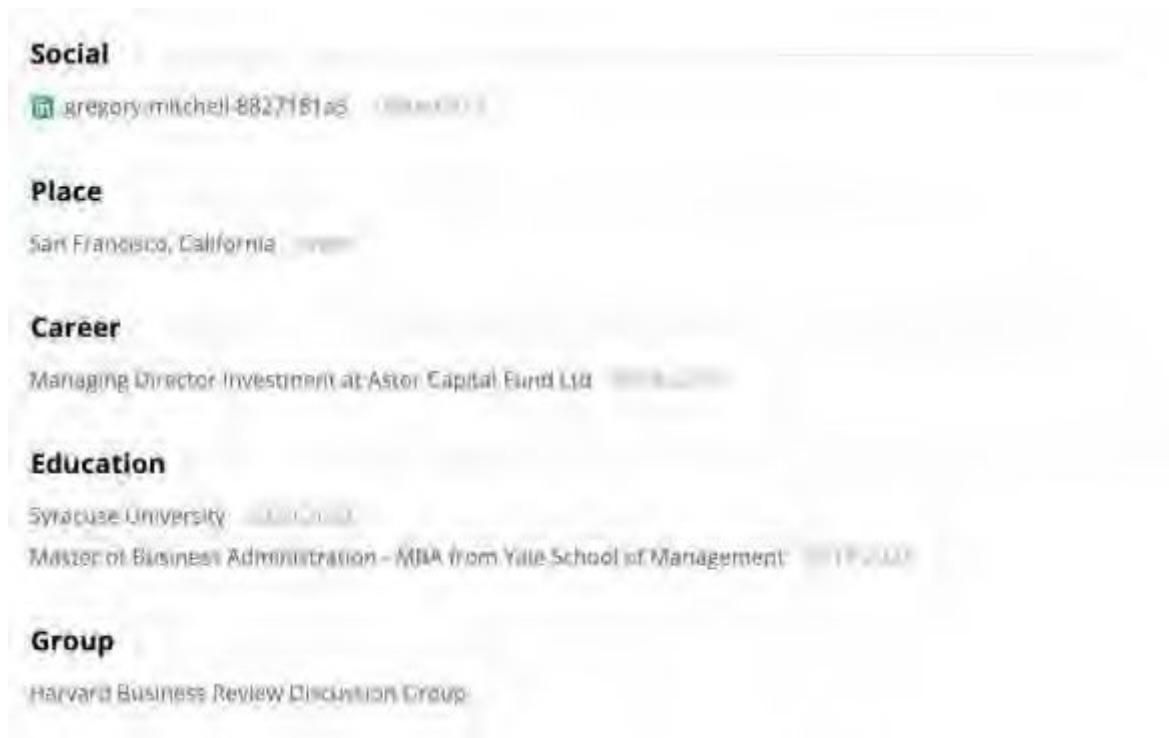 Social
gregory-mitchell-8827181a6
Place
San Francisco, California
Career
Managing Director Investment at Astor Capital Fund Ltd
Education
Syracuse University
Master of Business Administration - MBA from Yale School of Management
Group
Harvard Business Review Discussion Group